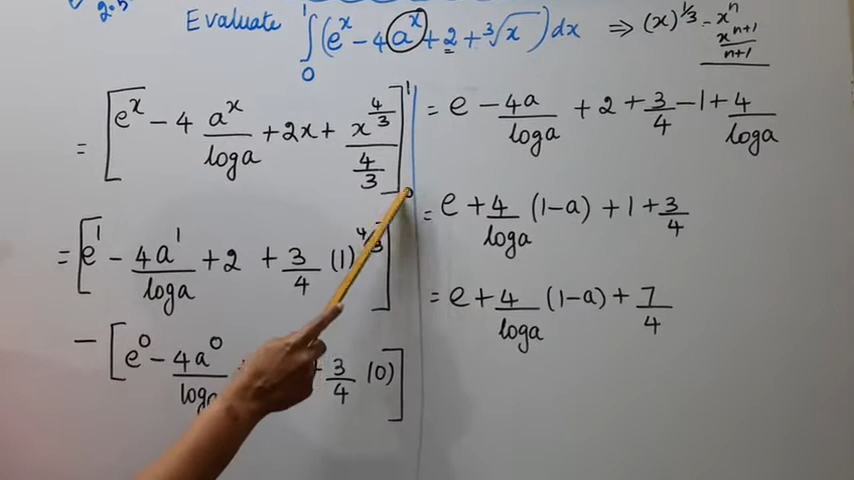 2.5
Evaluate ∫₀¹ (eˣ − 4aˣ + 2 + ∛x) dx ⇒ (x)^{1/3} − xⁿ
x^{n+1}/n+1
= [eˣ − 4 aˣ/loga + 2x + x^{4/3}/(4/3)]₀¹
= [e¹ − 4a¹/loga + 2 + 3/4 (1)^{4/3}]
− [e⁰ − 4a⁰/loga + 3/4 (0)]
= e − 4a/loga + 2 + 3/4 − 1 + 4/loga
= e + 4/loga (1−a) + 1 + 3/4
= e + 4/loga (1−a) + 7/4